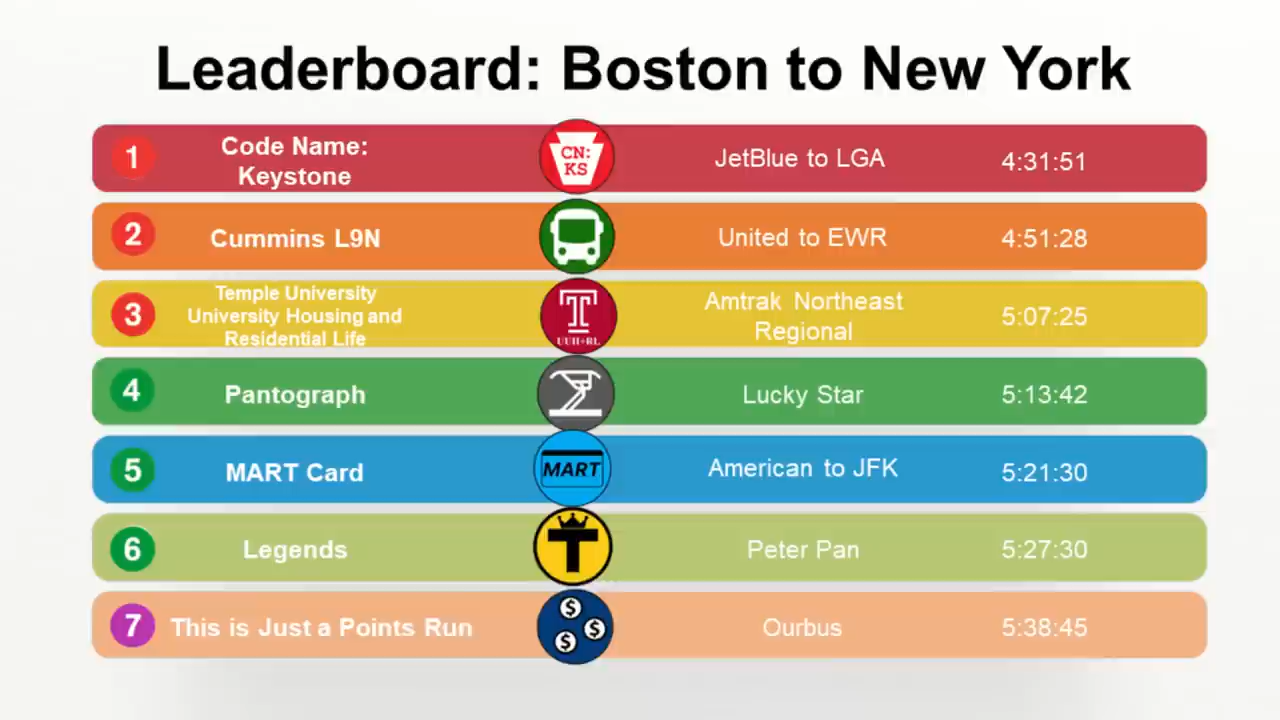 Leaderboard: Boston to New York
1 Code Name: Keystone CN: KS JetBlue to LGA 4:31:51
2 Cummins L9N United to EWR 4:51:28
3 Temple University University Housing and Residential Life T UUH+RL Amtrak Northeast Regional 5:07:25
4 Pantograph Lucky Star 5:13:42
5 MART Card MART American to JFK 5:21:30
6 Legends T Peter Pan 5:27:30
7 This is Just a Points Run $ $ $ Ourbus 5:38:45